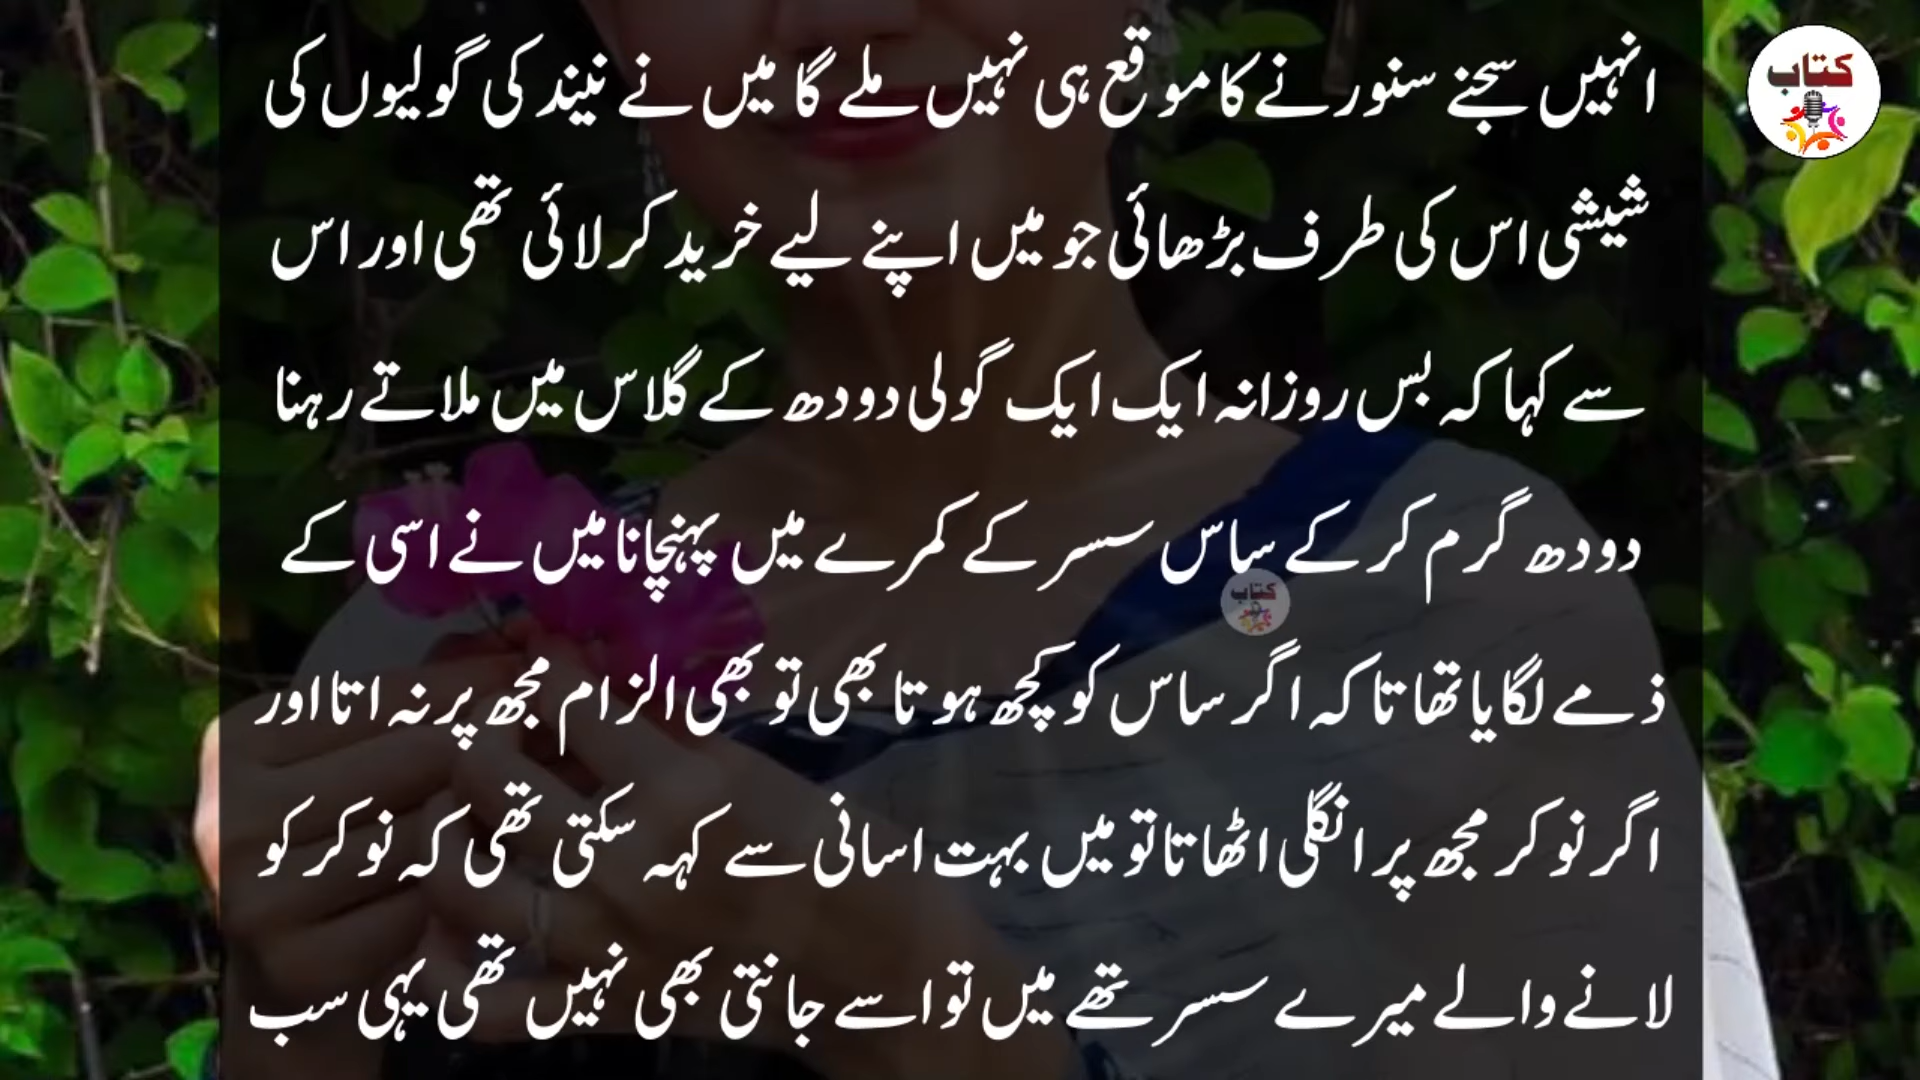 کتاب
انہیں سجنے سنورنے کا موقع ہی نہیں ملے گا میں نے نیند کی گولیوں کی
شیشی اس کی طرف بڑھائی جو میں اپنے لیے خرید کر لائی تھی اور اس
سے کہا کہ بس روزانہ ایک ایک گولی دودھ کے گلاس میں ملاتے رہنا
دودھ گرم کر کے ساس سسر کے کمرے میں پہنچانا میں نے اسی کے
کتاب
ذمے لگایا تھا تاکہ اگر ساس کو کچھ ہوتا بھی تو بھی الزام مجھ پر نہ اتا اور
اگر نوکر مجھ پر انگلی اٹھاتا تو میں بہت اسانی سے کہہ سکتی تھی کہ نوکر کو
لانے والے میرے سسر تھے میں تو اسے جانتی بھی نہیں تھی یہی سب